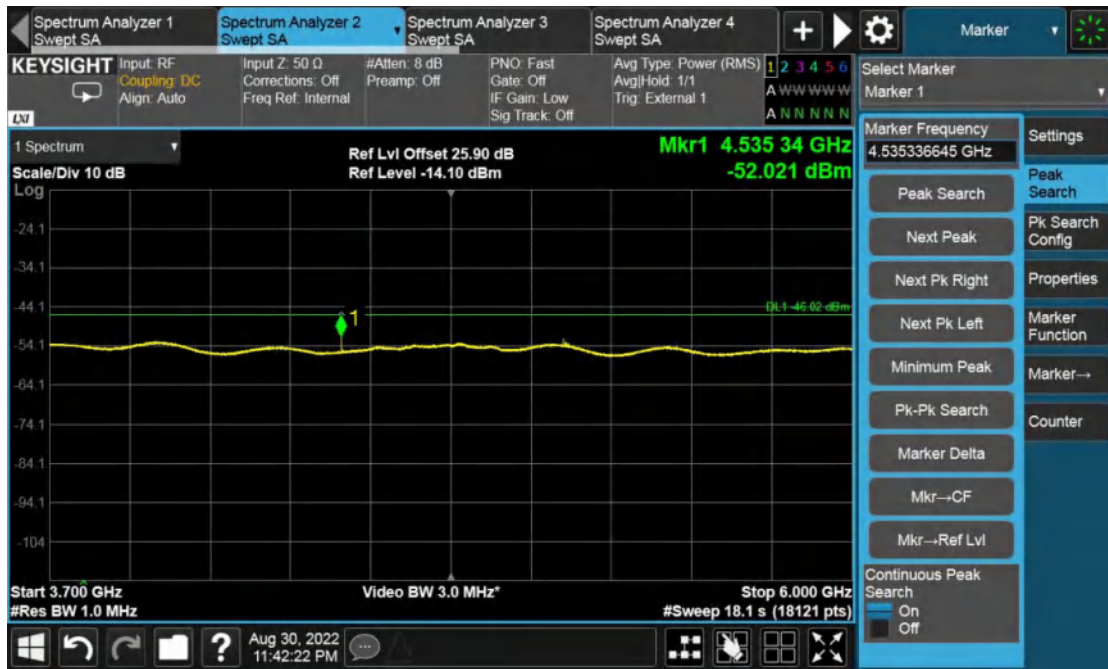 Spectrum Analyzer 1
Swept SA
Spectrum Analyzer 2
Swept SA
Spectrum Analyzer 3
Swept SA
Spectrum Analyzer 4
Swept SA
Marker
KEYSIGHT
LXI
Input: RF
Coupling: DC
Align: Auto
Input Z: 50 Ω
Corrections: Off
Freq Ref: Internal
#Atten: 8 dB
Preamp: Off
PNO: Fast
Gate: Off
IF Gain: Low
Sig Track: Off
Avg Type: Power (RMS)
Avg|Hold: 1/1
Trig: External 1
1 2 3 4 5 6
A W W W W W
A N N N N N
Select Marker
Marker 1
1 Spectrum
Scale/Div 10 dB
Log
Ref Lvl Offset 25.90 dB
Ref Level -14.10 dBm
Mkr1 4.535 34 GHz
-52.021 dBm
-24.1
-34.1
-44.1
-54.1
-64.1
-74.1
-84.1
-94.1
-104
DL1 -46.02 dBm
1
Start 3.700 GHz
#Res BW 1.0 MHz
Video BW 3.0 MHz*
Stop 6.000 GHz
#Sweep 18.1 s (18121 pts)
Marker Frequency
4.535336645 GHz
Peak Search
Next Peak
Next Pk Right
Next Pk Left
Minimum Peak
Pk-Pk Search
Marker Delta
Mkr→CF
Mkr→Ref Lvl
Continuous Peak
Search
On
Off
Settings
Peak
Search
Pk Search
Config
Properties
Marker
Function
Marker→
Counter
?
Aug 30, 2022
11:42:22 PM